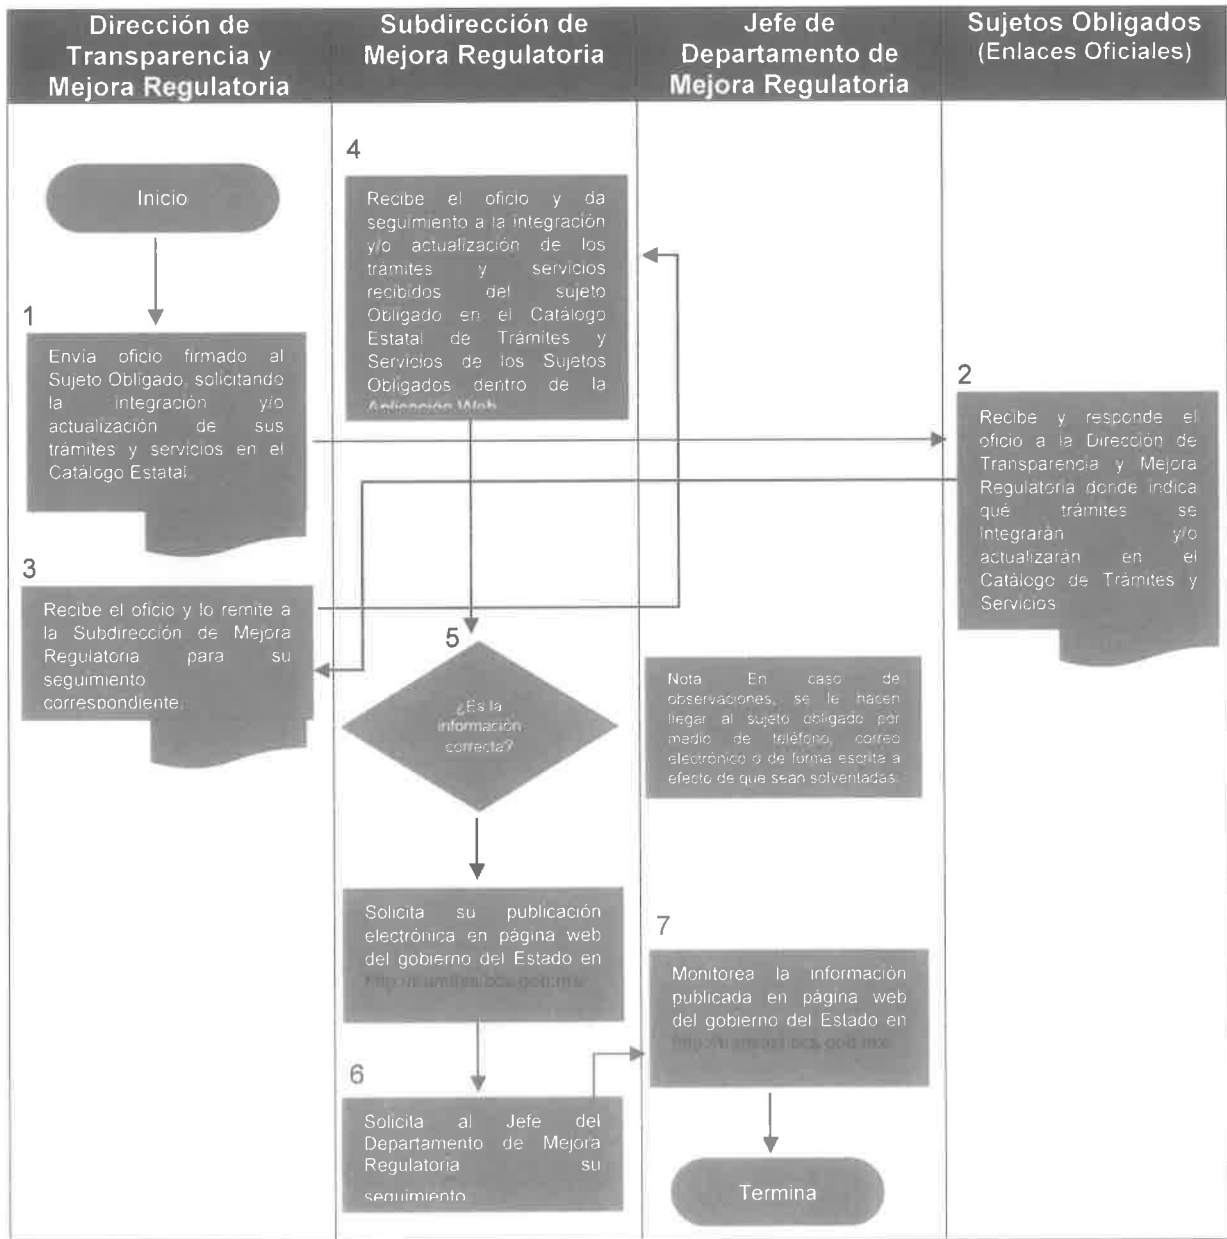 Dirección de
Transparencia y
Mejora Regulatoria
Subdirección de
Mejora Regulatoria
Jefe de
Departamento de
Mejora Regulatoria
Sujetos Obligados
(Enlaces Oficiales)
Inicio
1
Envía oficio firmado al
Sujeto Obligado, solicitando
la integración y/o
actualización de sus
trámites y servicios en el
Catálogo Estatal.
2
Recibe y responde el
oficio a la Dirección de
Transparencia y Mejora
Regulatoria donde indica
qué trámites se
integrarán y/o
actualizarán en el
Catálogo de Trámites y
Servicios
3
Recibe el oficio y lo remite a
la Subdirección de Mejora
Regulatoria para su
seguimiento
correspondiente.
4
Recibe el oficio y da
seguimiento a la integración
y/o actualización de los
trámites y servicios
recibidos del sujeto
Obligado en el Catálogo
Estatal de Trámites y
Servicios de los Sujetos
Obligados dentro de la
Aplicación Web
5
¿Es la
información
correcta?
Nota En caso de
observaciones, se le hacen
llegar al sujeto obligado por
medio de teléfono, correo
electrónico o de forma escrita a
efecto de que sean solventadas
Solicita su publicación
electrónica en página web
del gobierno del Estado en
6
Solicita al Jefe del
Departamento de Mejora
Regulatoria su
seguimiento
7
Monitorea la información
publicada en página web
del gobierno del Estado en
Termina